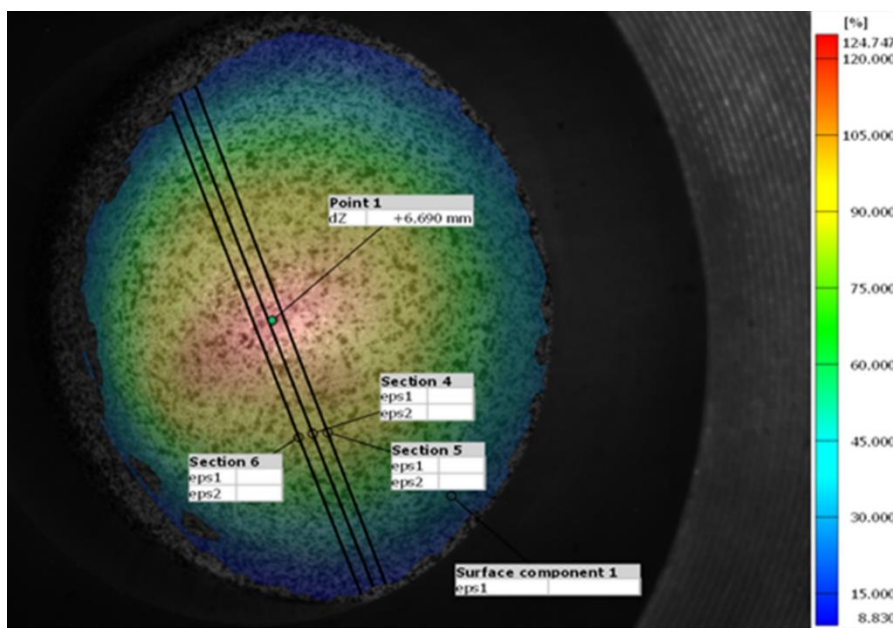 [%]
124.747
120.000
105.000
90.000
75.000
60.000
45.000
30.000
15.000
8.830
Point 1
dZ +6.690 mm
Section 4
eps1
eps2
Section 5
eps1
eps2
Section 6
eps1
eps2
Surface component 1
eps1